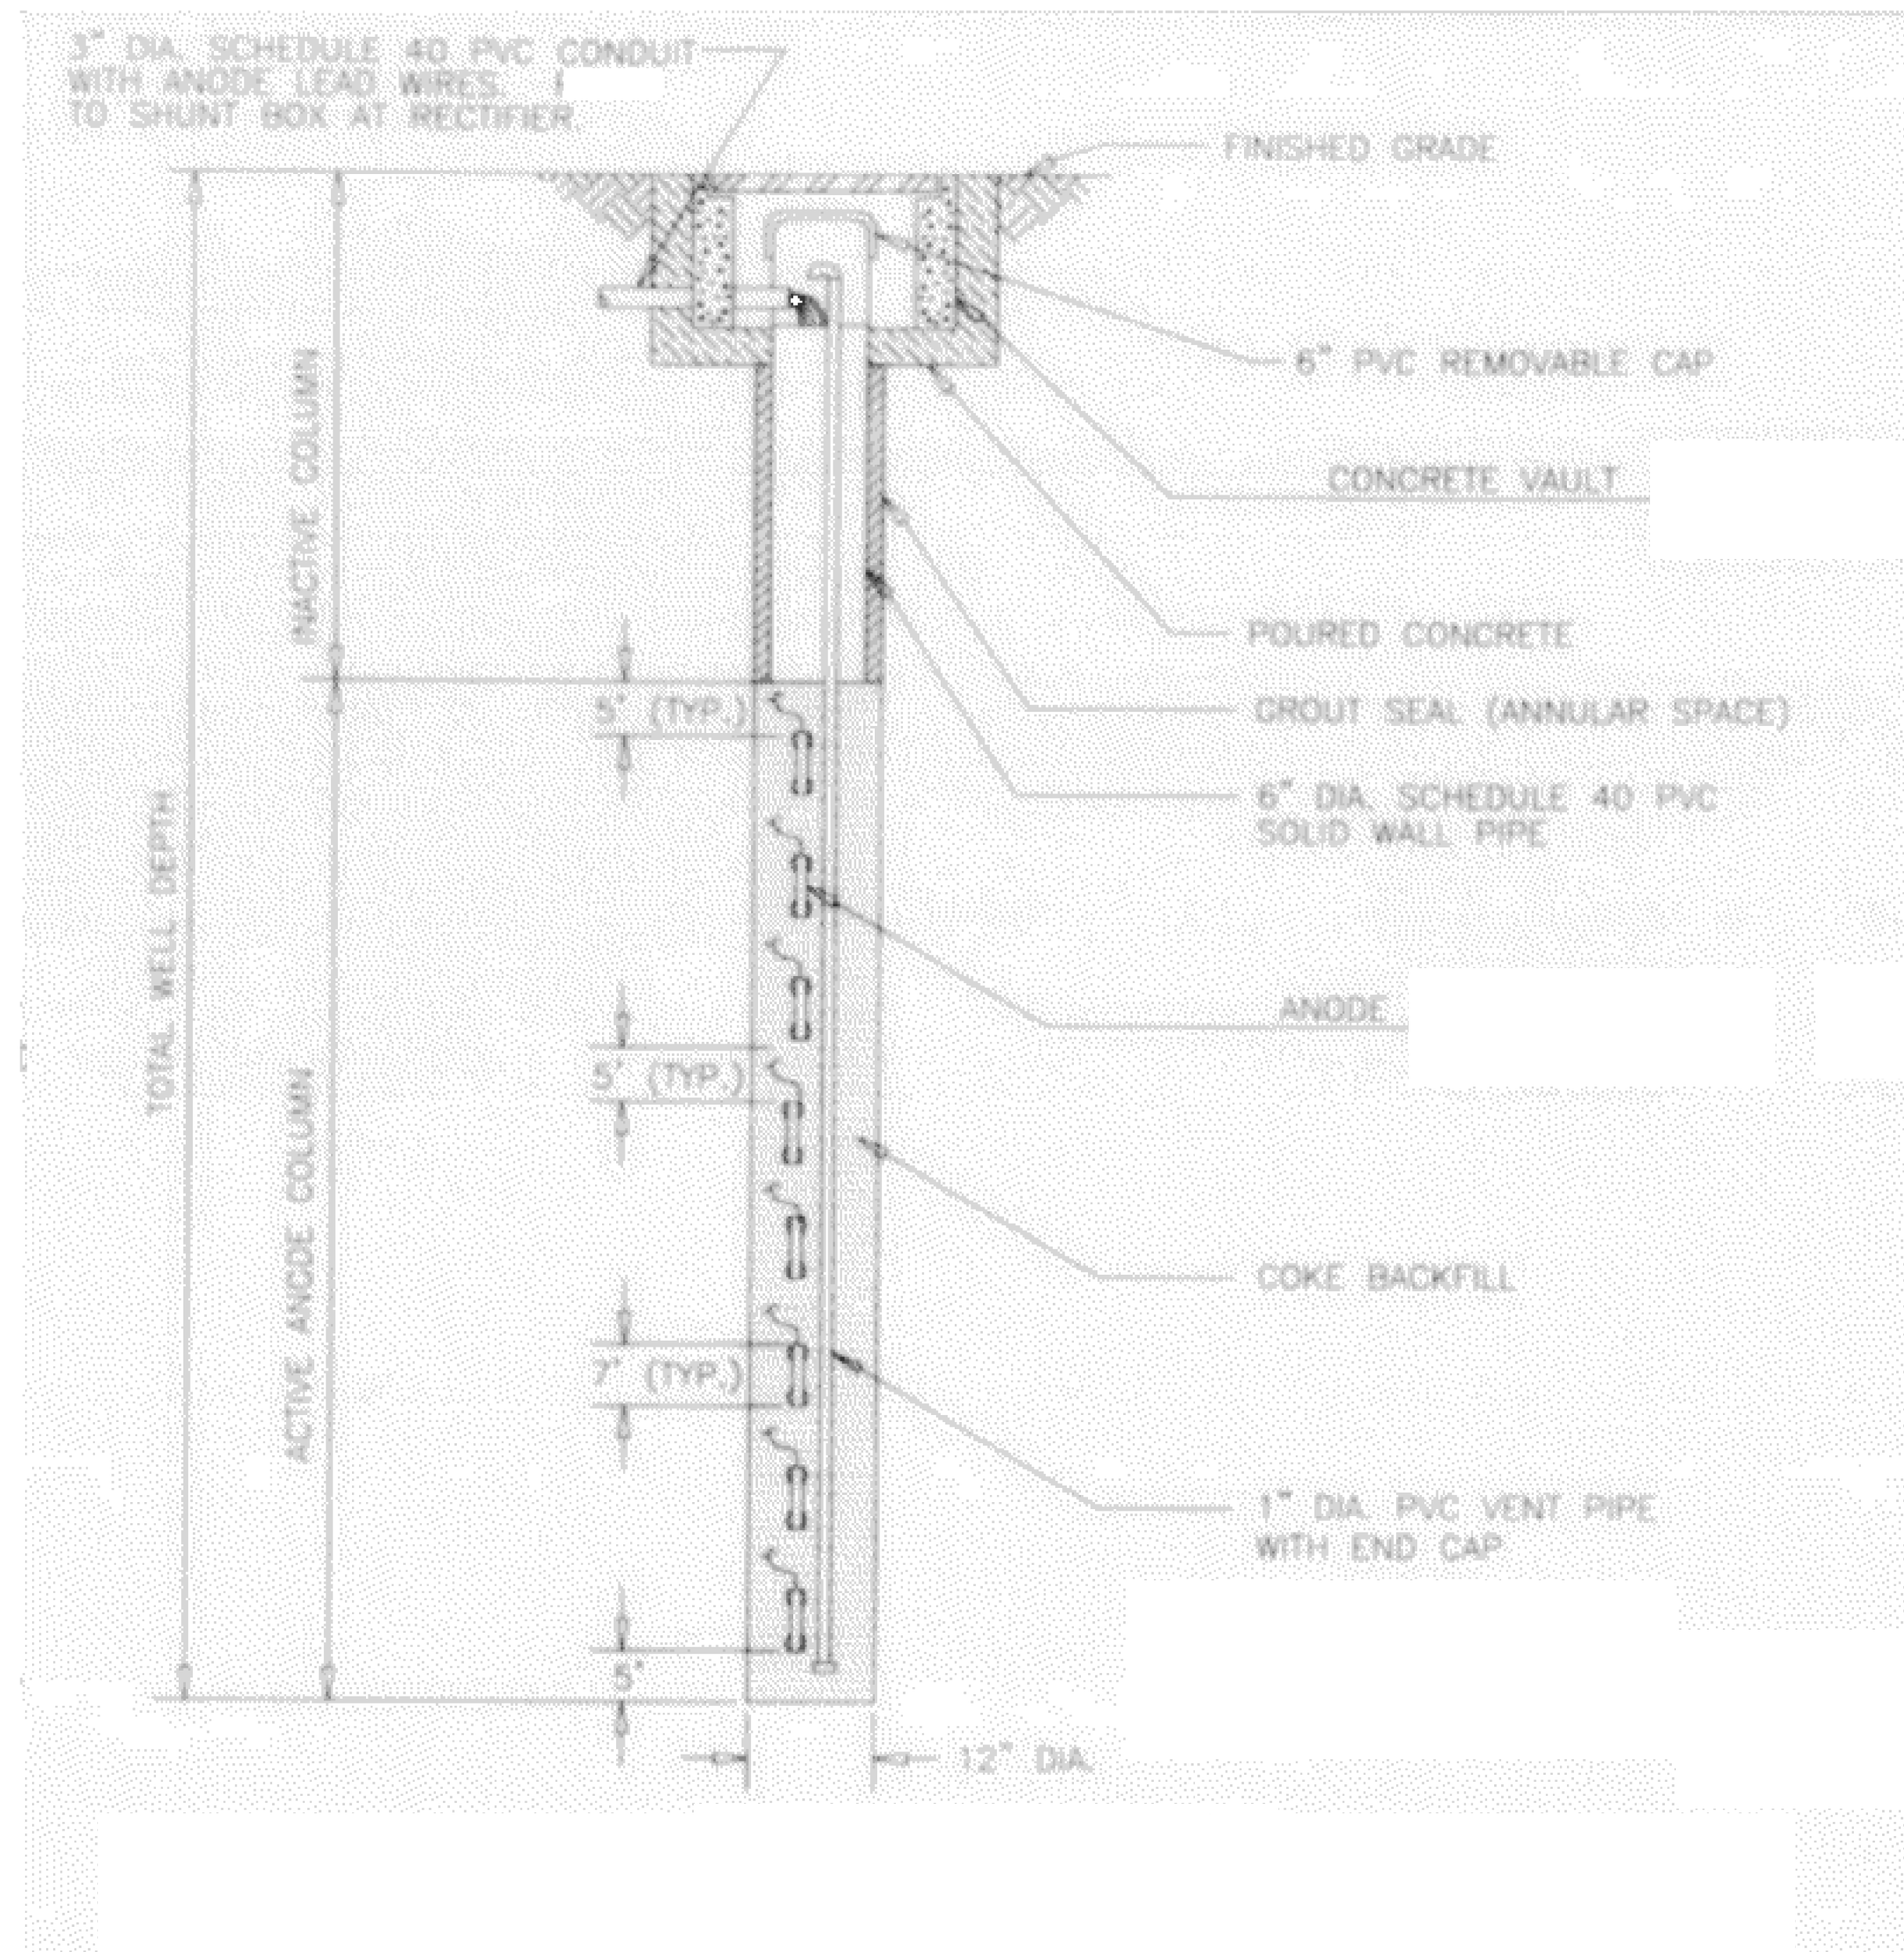 3" DIA. SCHEDULE 40 PVC CONDUIT
WITH ANODE LEAD WIRES.
TO SHUNT BOX AT RECTIFIER.
FINISHED GRADE
6" PVC REMOVABLE CAP
CONCRETE VAULT
POURED CONCRETE
GROUT SEAL (ANNULAR SPACE)
6" DIA. SCHEDULE 40 PVC
SOLID WALL PIPE
ANODE
COKE BACKFILL
1" DIA. PVC VENT PIPE
WITH END CAP
INACTIVE COLUMN
TOTAL WELL DEPTH
ACTIVE ANODE COLUMN
5' (TYP.)
5' (TYP.)
7' (TYP.)
5'
12" DIA.